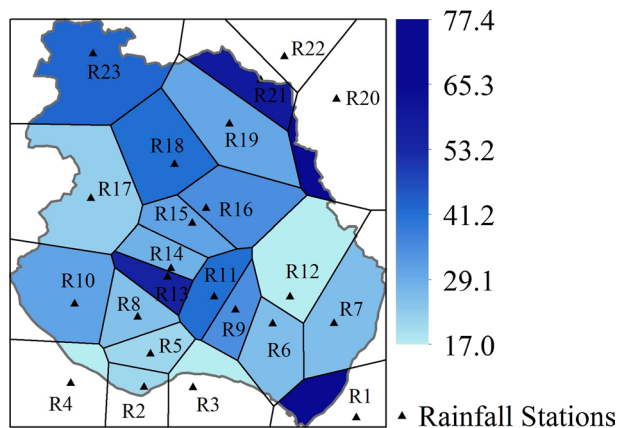 R22
77.4
R23
R21
R20
65.3
R19
R18
53.2
R17
R16
R15
41.2
R14
R10
R11
R12
29.1
R13
R8
R9
R7
R6
R5
17.0
R4
R2
R3
R1
Rainfall Stations